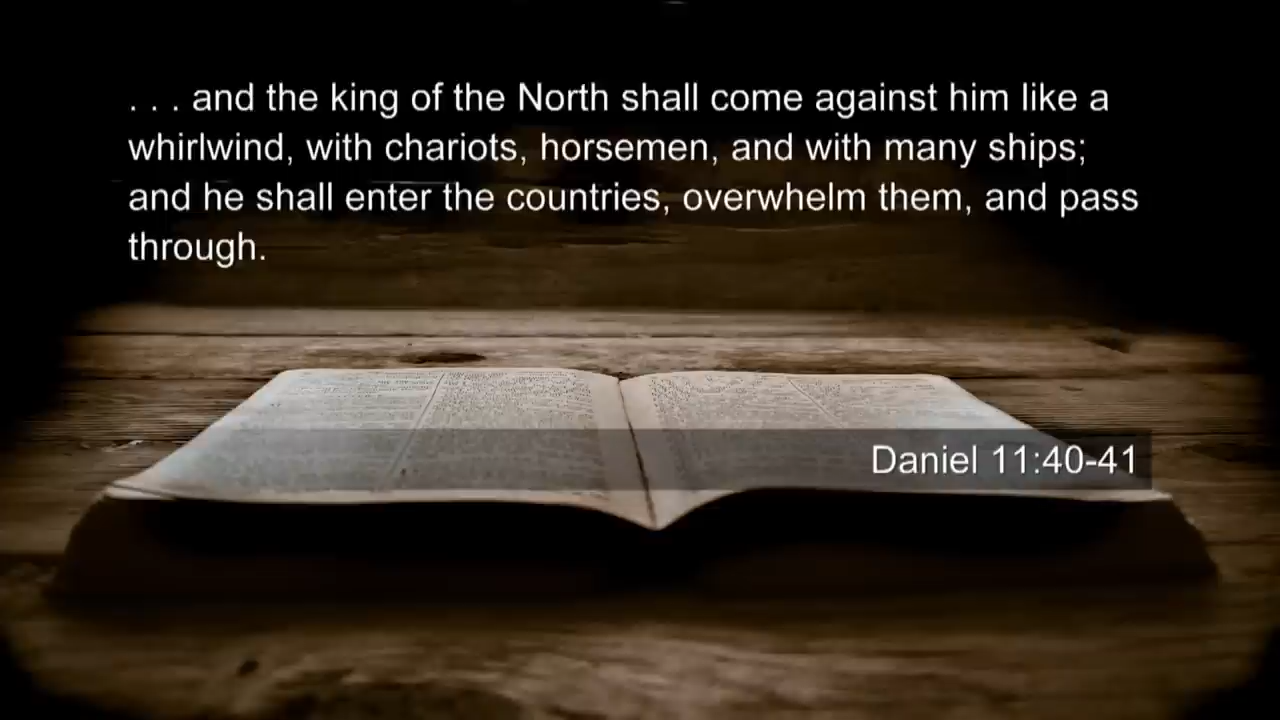 . . . and the king of the North shall come against him like a
whirlwind, with chariots, horsemen, and with many ships;
and he shall enter the countries, overwhelm them, and pass
through.
Daniel 11:40-41